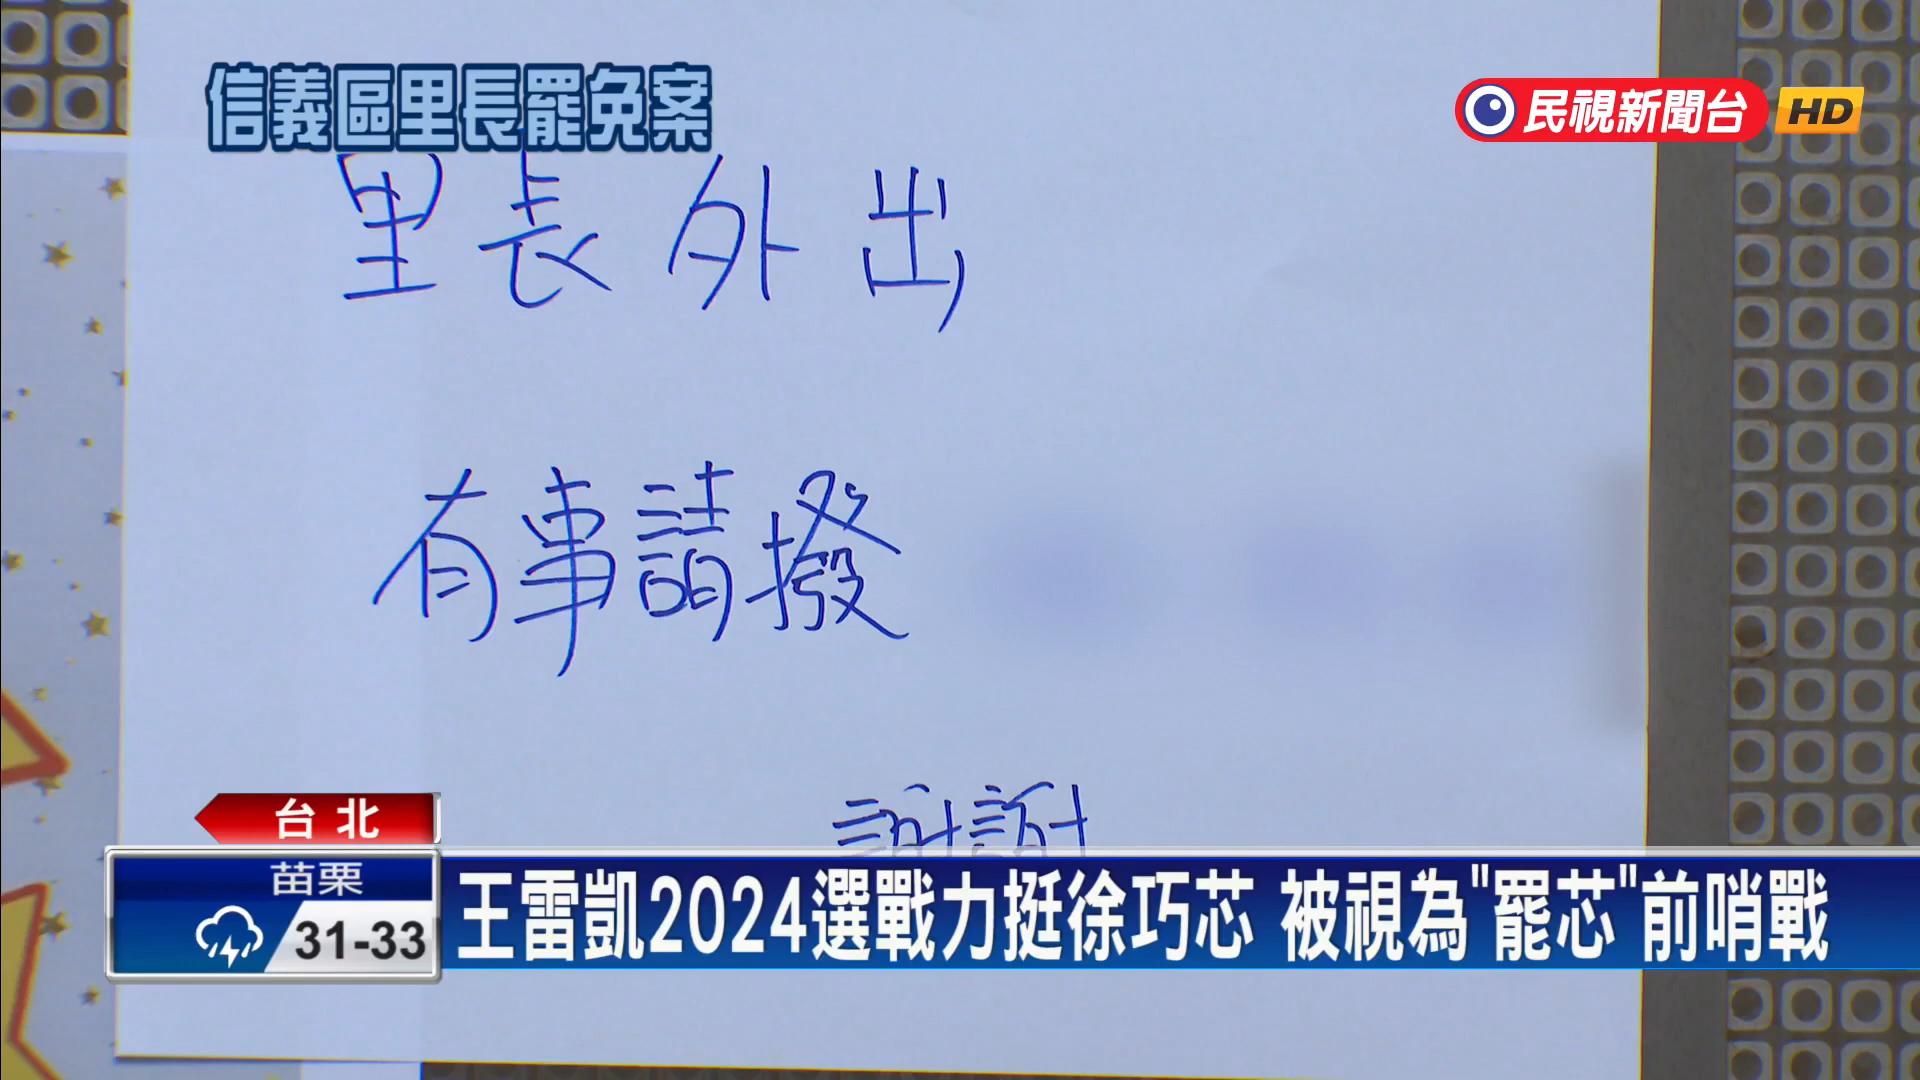 信義區里長罷免案
民視新聞台 HD
里長外出
有事請撥
謝謝
台北
苗栗
31-33
王雷凱2024選戰力挺徐巧芯 被視為"罷芯"前哨戰